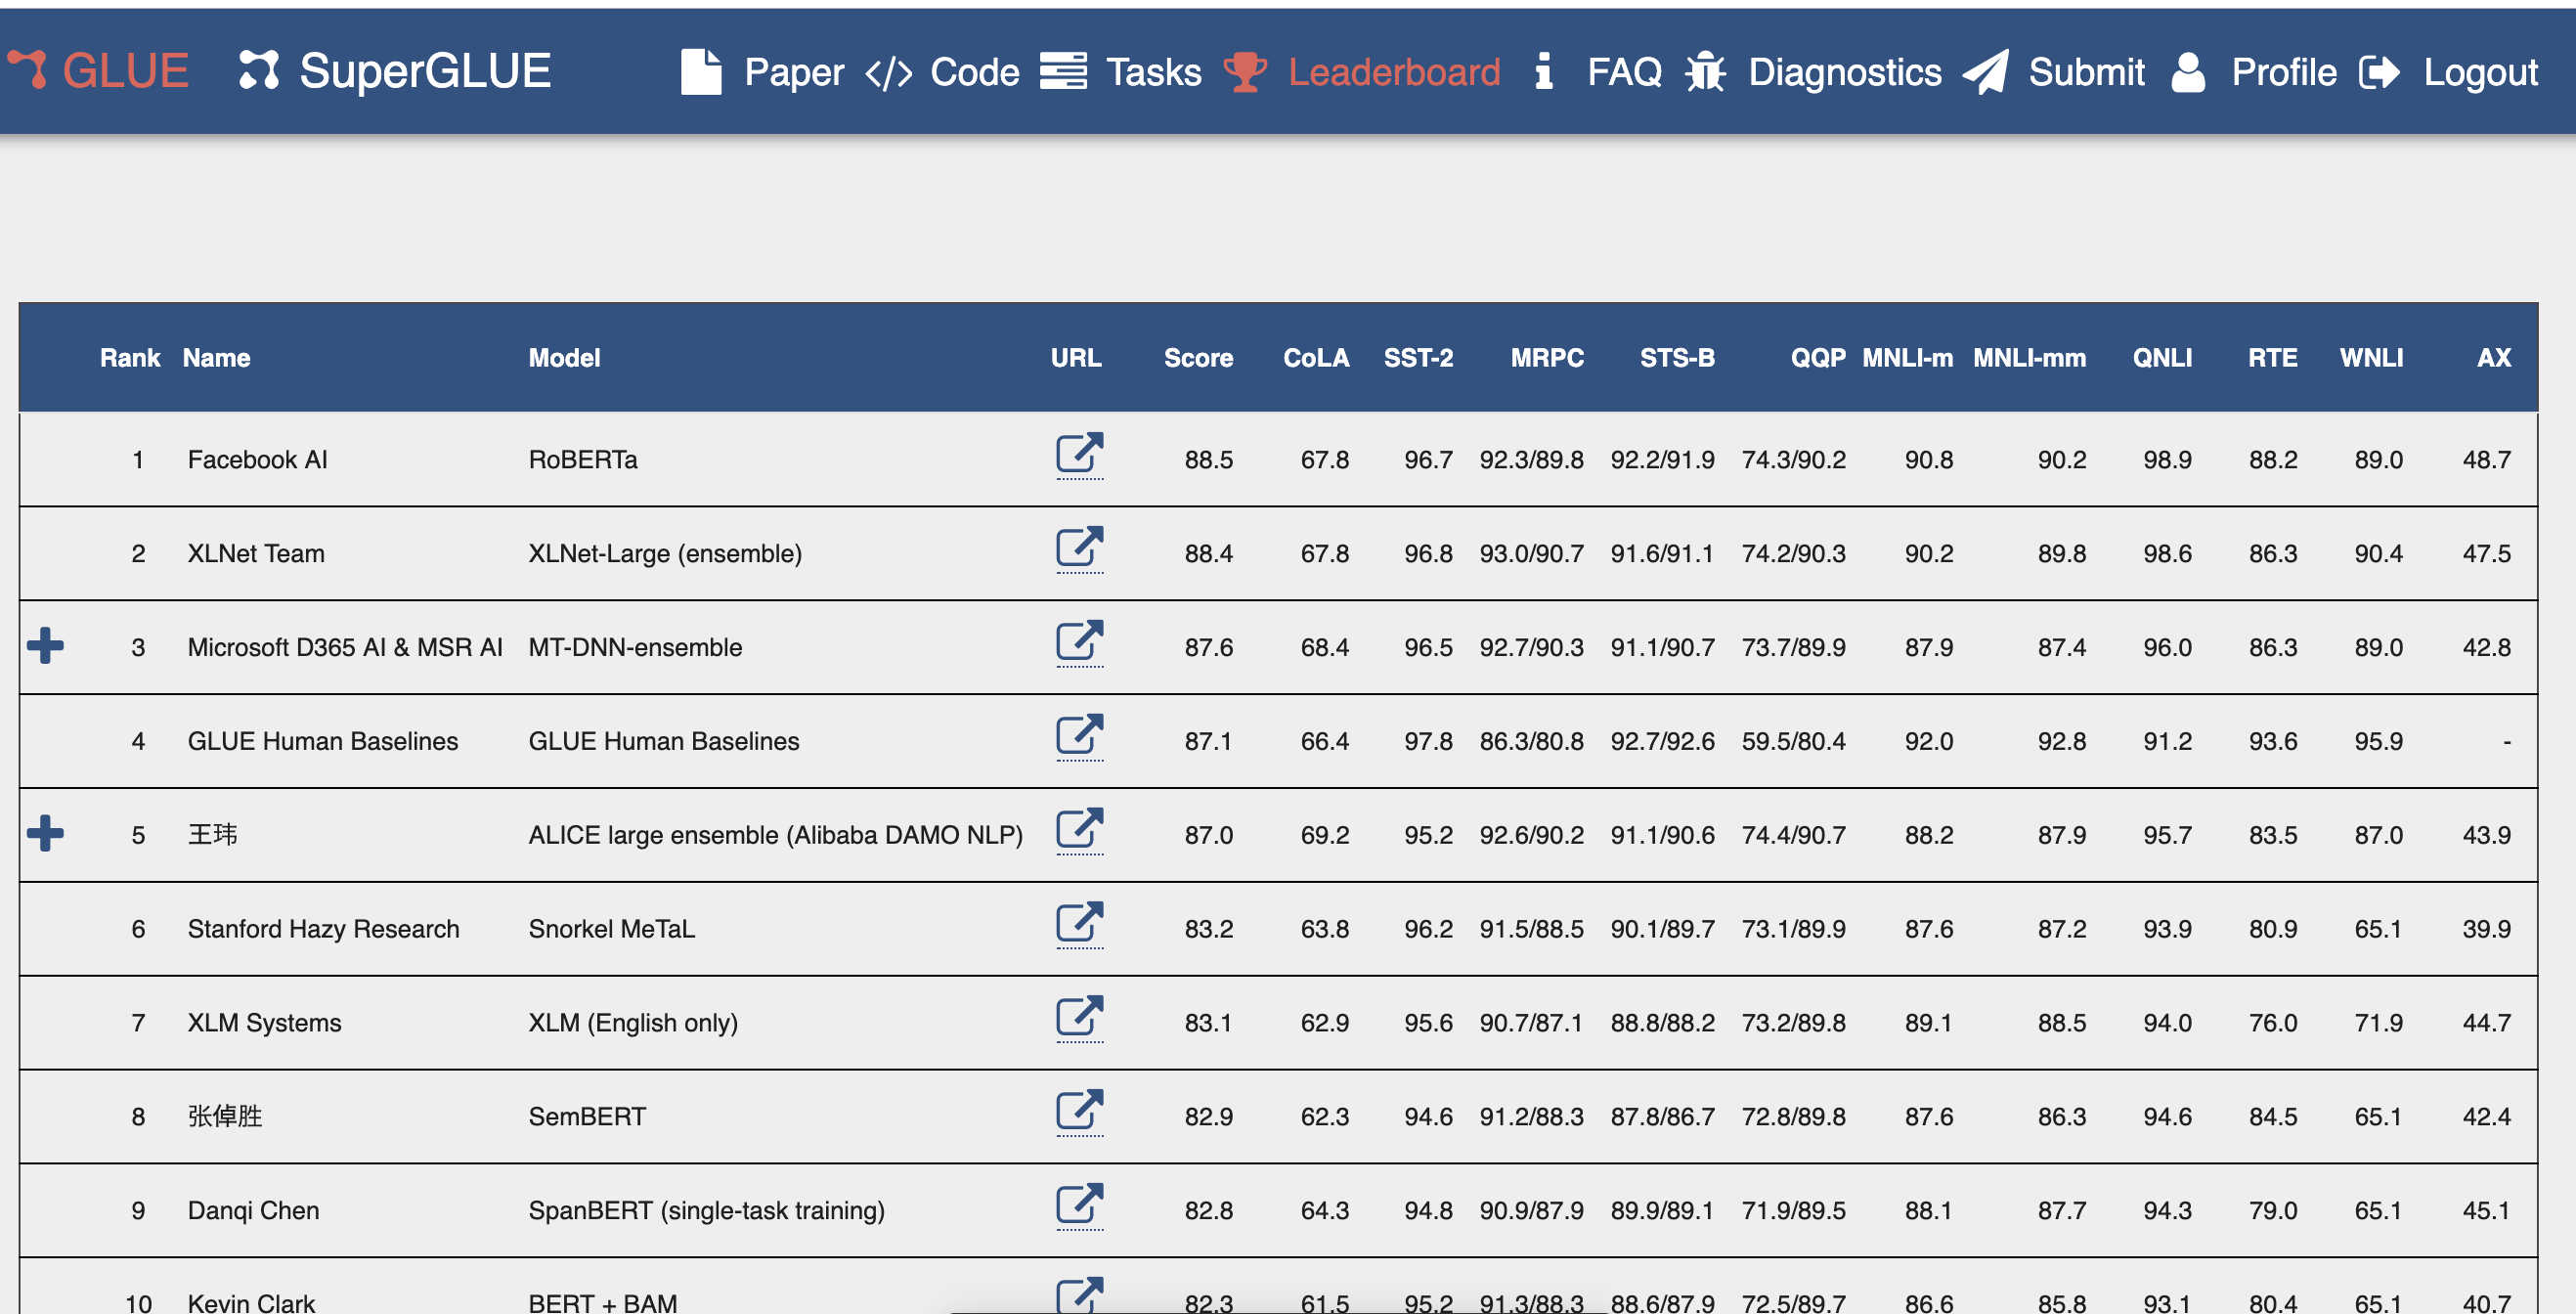 GLUE SuperGLUE Paper </> Code Tasks Leaderboard i FAQ Diagnostics Submit Profile Logout
Rank Name Model URL Score CoLA SST-2 MRPC STS-B QQP MNLI-m MNLI-mm QNLI RTE WNLI AX
1 Facebook AI RoBERTa 88.5 67.8 96.7 92.3/89.8 92.2/91.9 74.3/90.2 90.8 90.2 98.9 88.2 89.0 48.7
2 XLNet Team XLNet-Large (ensemble) 88.4 67.8 96.8 93.0/90.7 91.6/91.1 74.2/90.3 90.2 89.8 98.6 86.3 90.4 47.5
3 Microsoft D365 AI & MSR AI MT-DNN-ensemble 87.6 68.4 96.5 92.7/90.3 91.1/90.7 73.7/89.9 87.9 87.4 96.0 86.3 89.0 42.8
4 GLUE Human Baselines GLUE Human Baselines 87.1 66.4 97.8 86.3/80.8 92.7/92.6 59.5/80.4 92.0 92.8 91.2 93.6 95.9 -
5 王玮 ALICE large ensemble (Alibaba DAMO NLP) 87.0 69.2 95.2 92.6/90.2 91.1/90.6 74.4/90.7 88.2 87.9 95.7 83.5 87.0 43.9
6 Stanford Hazy Research Snorkel MeTaL 83.2 63.8 96.2 91.5/88.5 90.1/89.7 73.1/89.9 87.6 87.2 93.9 80.9 65.1 39.9
7 XLM Systems XLM (English only) 83.1 62.9 95.6 90.7/87.1 88.8/88.2 73.2/89.8 89.1 88.5 94.0 76.0 71.9 44.7
8 张倬胜 SemBERT 82.9 62.3 94.6 91.2/88.3 87.8/86.7 72.8/89.8 87.6 86.3 94.6 84.5 65.1 42.4
9 Danqi Chen SpanBERT (single-task training) 82.8 64.3 94.8 90.9/87.9 89.9/89.1 71.9/89.5 88.1 87.7 94.3 79.0 65.1 45.1
10 Kevin Clark BERT + BAM 82.3 61.5 95.2 91.3/88.3 88.6/87.9 72.5/89.7 86.6 85.8 93.1 80.4 65.1 40.7